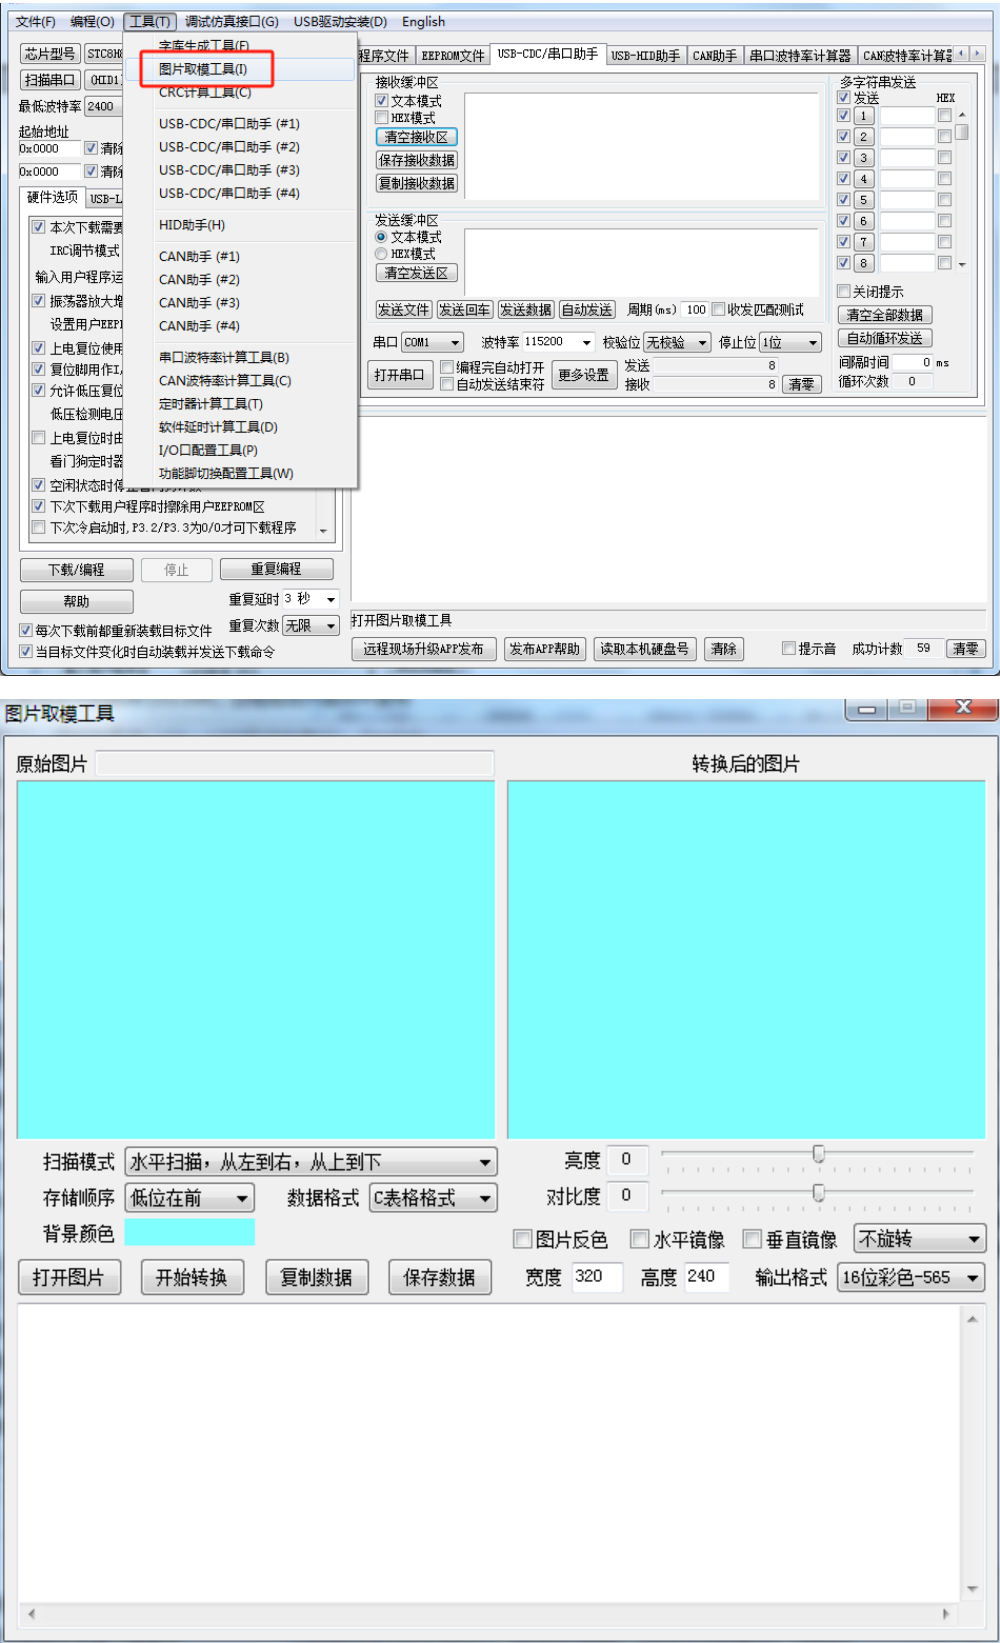 文件(F) 编程(O) 工具(T) 调试仿真接口(G) USB驱动安装(D) English
芯片型号 STC8H
扫描串口 (HID1)
最低波特率 2400
起始地址
0x0000 清除
0x0000 清除
硬件选项 USB-L
本次下载需要
IRC调节模式
输入用户程序运
振荡器放大增
设置用户EEPR
上电复位使用
复位脚用作I/
允许低压复位
低压检测电压
上电复位时由
看门狗定时器
空闲状态时停止看门狗计数
下次下载用户程序时擦除用户EEPROM区
下次冷启动时,P3.2/P3.3为0/0才可下载程序
字库生成工具(F)
图片取模工具(I)
CRC计算工具(C)
USB-CDC/串口助手 (#1)
USB-CDC/串口助手 (#2)
USB-CDC/串口助手 (#3)
USB-CDC/串口助手 (#4)
HID助手(H)
CAN助手 (#1)
CAN助手 (#2)
CAN助手 (#3)
CAN助手 (#4)
串口波特率计算工具(B)
CAN波特率计算工具(C)
定时器计算工具(T)
软件延时计算工具(D)
I/O口配置工具(P)
功能脚切换配置工具(W)
程序文件 EEPROM文件 USB-CDC/串口助手 USB-HID助手 CAN助手 串口波特率计算器 CAN波特率计算器
接收缓冲区
文本模式
HEX模式
清空接收区
保存接收数据
复制接收数据
发送缓冲区
文本模式
HEX模式
清空发送区
发送文件 发送回车 发送数据 自动发送 周期(ms) 100 收发匹配测试
串口 COM1 波特率 115200 校验位 无校验 停止位 1位
打开串口 编程完自动打开 更多设置 发送 8
自动发送结束符 接收 8 清零
多字符串发送
发送 HEX
1
2
3
4
5
6
7
8
关闭提示
清空全部数据
自动循环发送
间隔时间 0 ms
循环次数 0
下载/编程 停止 重复编程
帮助 重复延时 3 秒
每次下载前都重新装载目标文件 重复次数 无限
当目标文件变化时自动装载并发送下载命令
打开图片取模工具
远程现场升级APP发布 发布APP帮助 读取本机硬盘号 清除 提示音 成功计数 59 清零
图片取模工具
原始图片 转换后的图片
扫描模式 水平扫描，从左到右，从上到下 亮度 0
存储顺序 低位在前 数据格式 C表格格式 对比度 0
背景颜色 图片反色 水平镜像 垂直镜像 不旋转
打开图片 开始转换 复制数据 保存数据 宽度 320 高度 240 输出格式 16位彩色-565